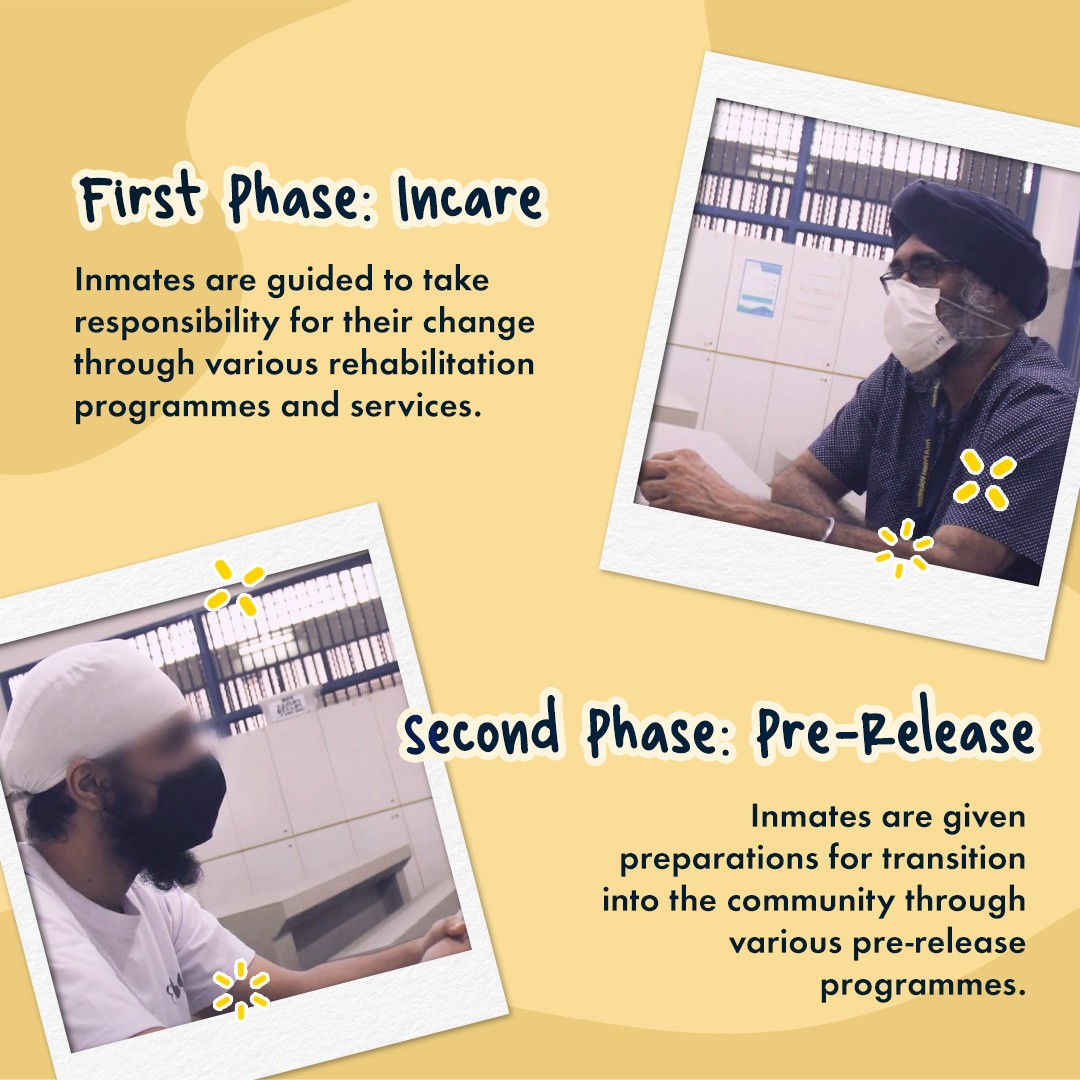 First Phase: Incare
Inmates are guided to take
responsibility for their change
through various rehabilitation
programmes and services.
Second Phase: Pre-Release
Inmates are given
preparations for transition
into the community through
various pre-release
programmes.